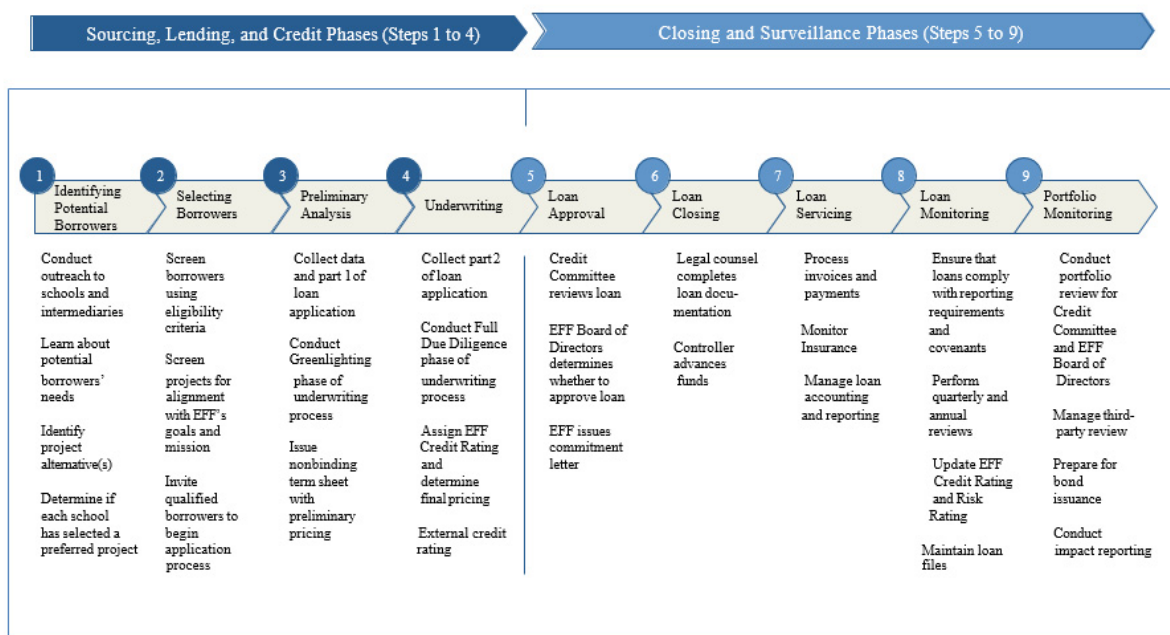 Sourcing, Lending, and Credit Phases (Steps 1 to 4)
Closing and Surveillance Phases (Steps 5 to 9)
1
Identifying
Potential
Borrowers
Conduct
outreach to
schools and
intermediaries
Learn about
potential
borrowers'
needs
Identify
project
alternative(s)
Determine if
each school
has selected a
preferred project
2
Selecting
Borrowers
Screen
borrowers
using
eligibility
criteria
Screen
projects for
alignment
with EFF's
goals and
mission
Invite
qualified
borrowers to
begin
application
process
3
Preliminary
Analysis
Collect data
and part 1 of
loan
application
Conduct
Greenlighting
phase of
underwriting
process
Issue
nonbinding
term sheet
with
preliminary
pricing
4
Underwriting
Collect part 2
of loan
application
Conduct Full
Due Diligence
phase of
underwriting
process
Assign EFF
Credit Rating
and
determine
final pricing
External credit
rating
5
Loan
Approval
Credit
Committee
reviews loan
EFF Board of
Directors
determines
whether to
approve loan
EFF issues
commitment
letter
6
Loan
Closing
Legal counsel
completes
loan docu-
mentation
Controller
advances
funds
7
Loan
Servicing
Process
invoices and
payments
Monitor
Insurance
Manage loan
accounting
and reporting
8
Loan
Monitoring
Ensure that
loans comply
with reporting
requirements
and
covenants
Perform
quarterly and
annual
reviews
Update EFF
Credit Rating
and Risk
Rating
Maintain loan
files
9
Portfolio
Monitoring
Conduct
portfolio
review for
Credit
Committee
and EFF
Board of
Directors
Manage third-
party review
Prepare for
bond
issuance
Conduct
impact reporting